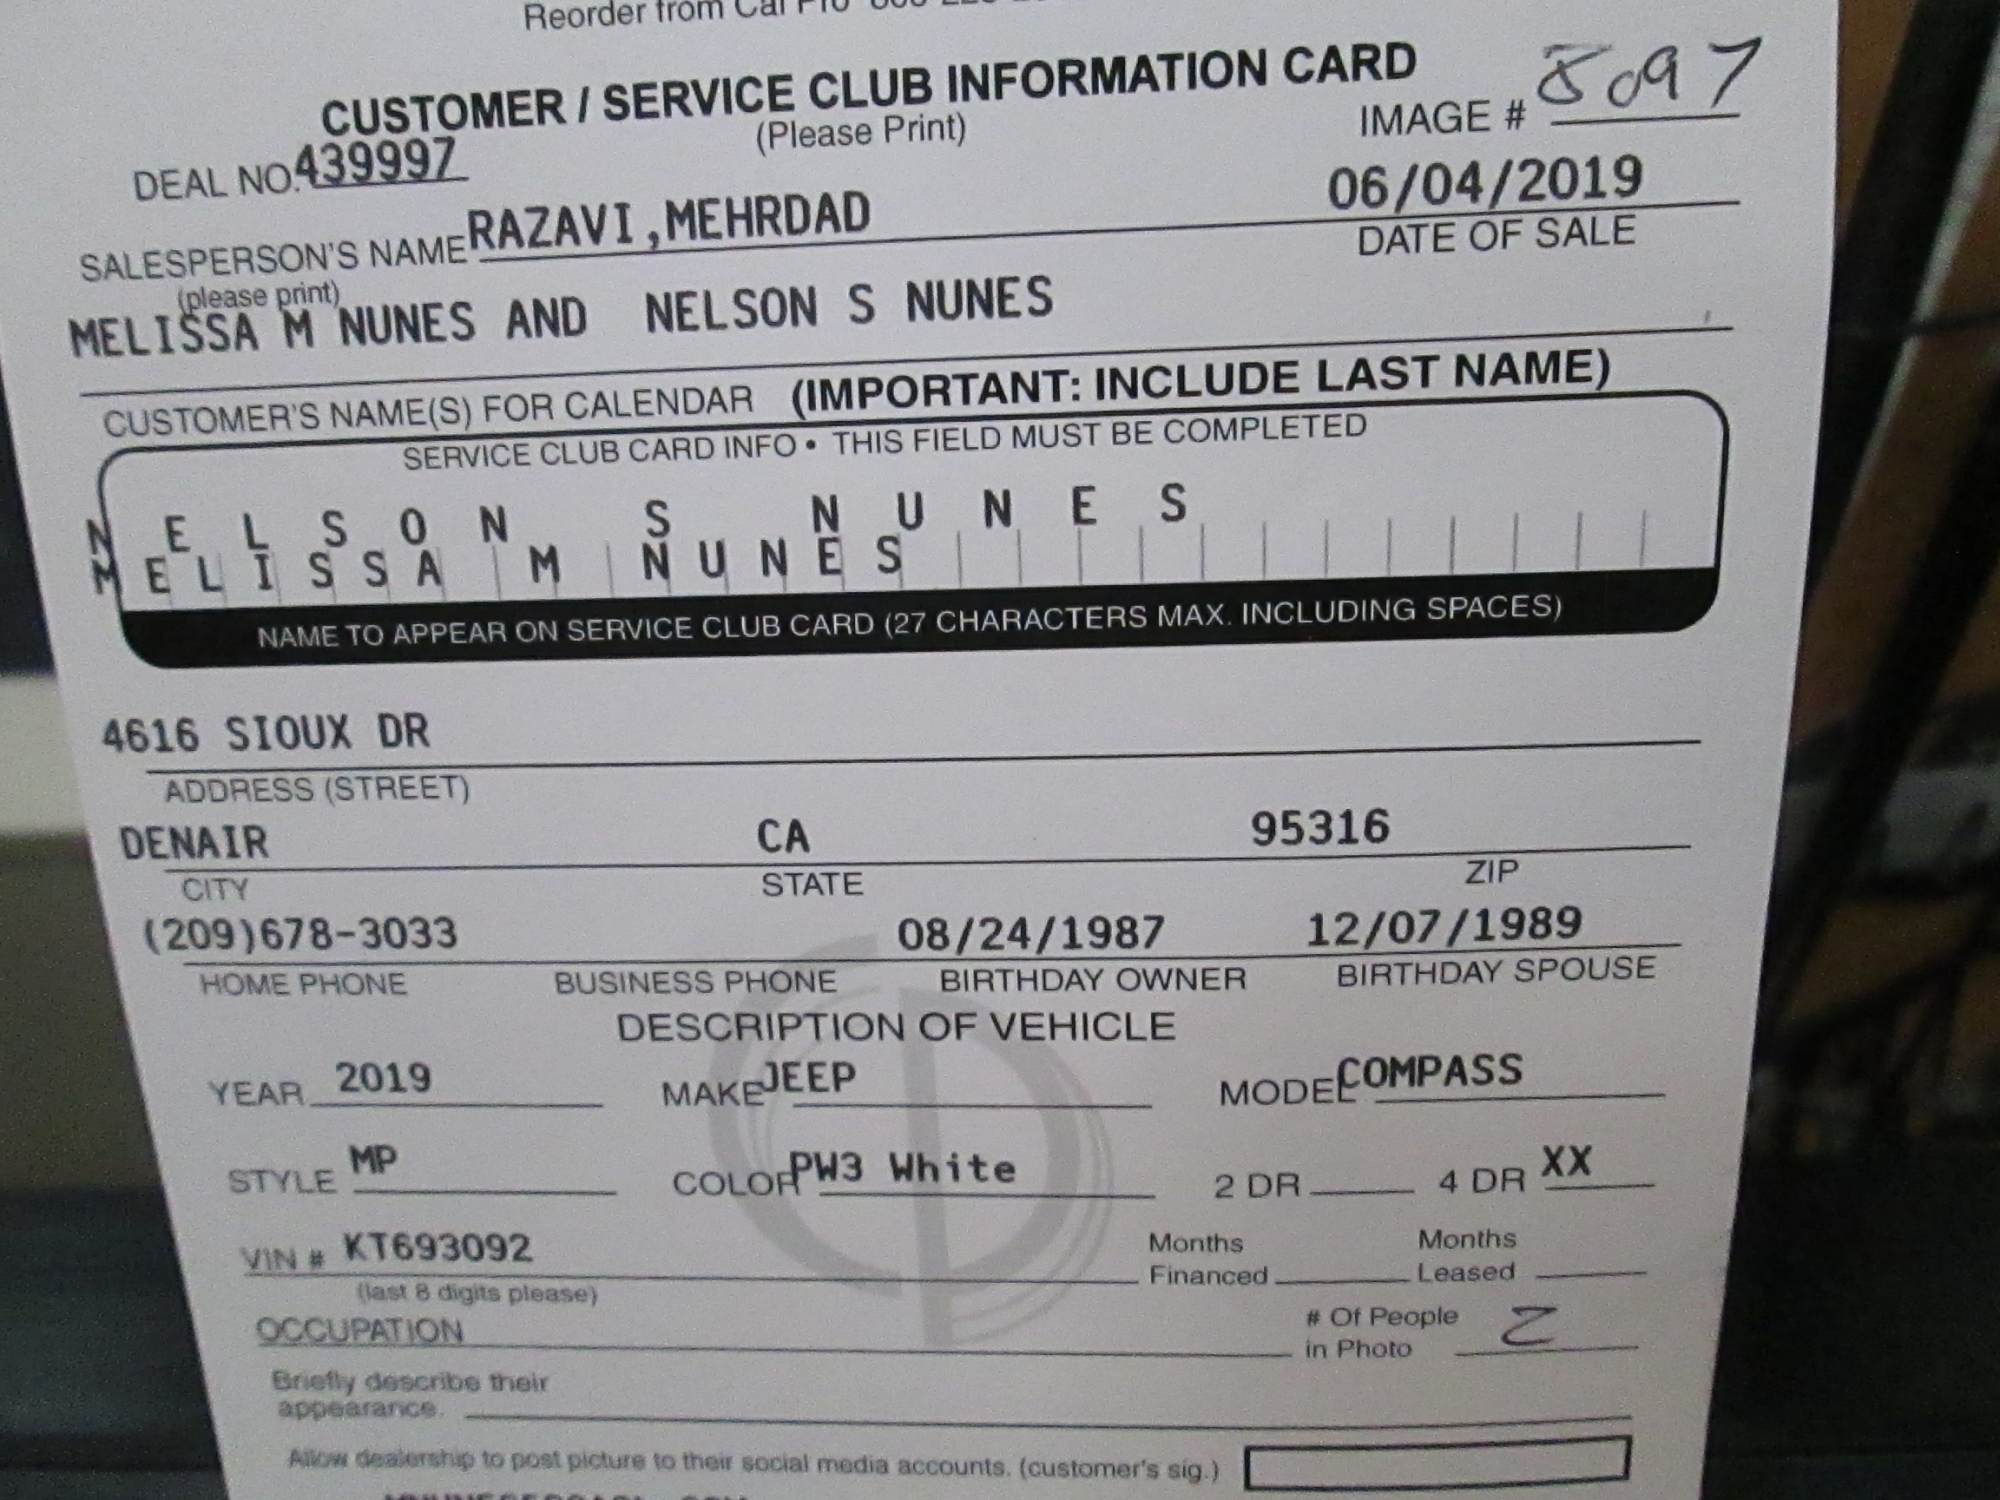 Reorder from Cal Pro
CUSTOMER / SERVICE CLUB INFORMATION CARD
(Please Print)
IMAGE # 8097
DEAL NO. 439997
06/04/2019
SALESPERSON'S NAME RAZAVI,MEHRDAD
DATE OF SALE
(please print)
MELISSA M NUNES AND NELSON S NUNES
CUSTOMER'S NAME(S) FOR CALENDAR (IMPORTANT: INCLUDE LAST NAME)
SERVICE CLUB CARD INFO • THIS FIELD MUST BE COMPLETED
NELSON S NUNES
MELISSA M NUNES
NAME TO APPEAR ON SERVICE CLUB CARD (27 CHARACTERS MAX. INCLUDING SPACES)
4616 SIOUX DR
ADDRESS (STREET)
DENAIR CA 95316
CITY STATE ZIP
(209)678-3033 08/24/1987 12/07/1989
HOME PHONE BUSINESS PHONE BIRTHDAY OWNER BIRTHDAY SPOUSE
DESCRIPTION OF VEHICLE
YEAR 2019 MAKE JEEP MODEL COMPASS
STYLE MP COLOR PW3 White 2 DR 4 DR XX
VIN # KT693092 Months Financed Months Leased
(last 8 digits please)
OCCUPATION # Of People in Photo 2
Briefly describe their
appearance.
Allow dealership to post picture to their social media accounts. (customer's sig.)